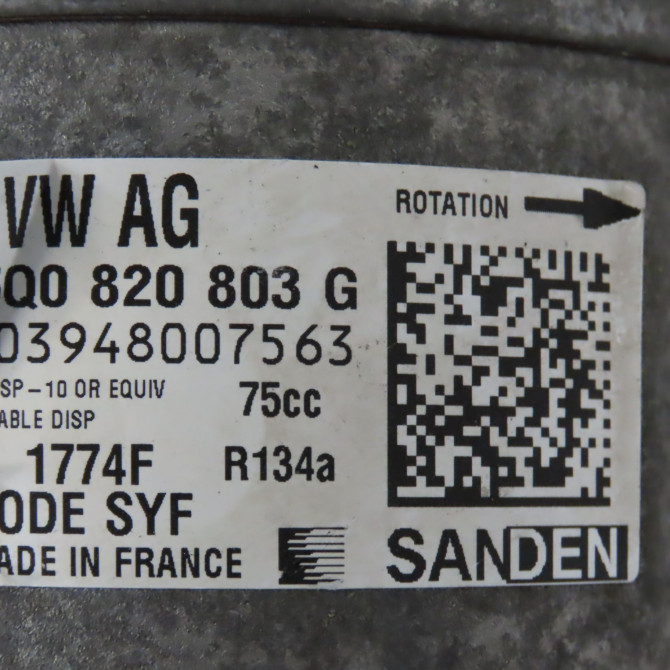 VW AG
ROTATION
Q0 820 803 G
03948007563
SP-10 OR EQUIV
75cc
ABLE DISP
1774F
R134a
ODE SYF
ADE IN FRANCE
SANDEN